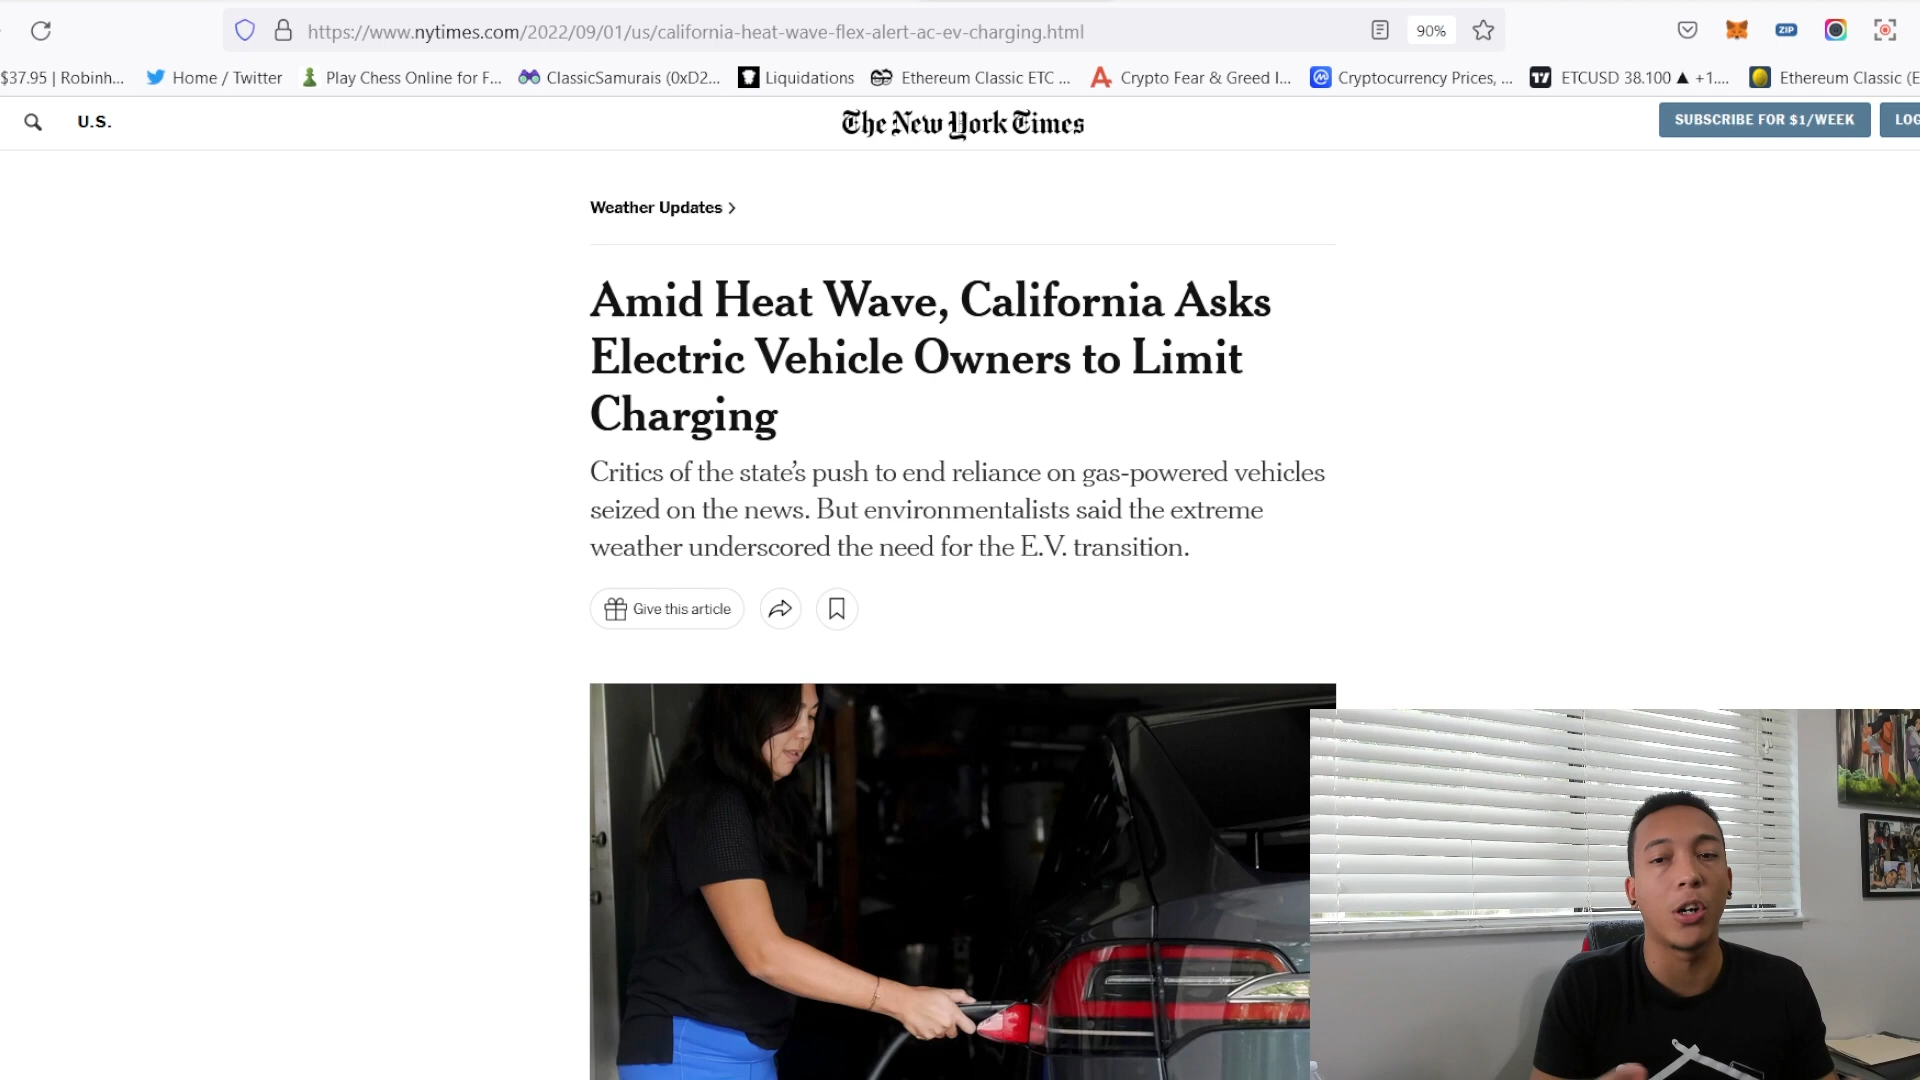 https://www.nytimes.com/2022/09/01/us/california-heat-wave-flex-alert-ac-ev-charging.html
90%
ZIP
$37.95 | Robinh...
Home / Twitter
Play Chess Online for F...
ClassicSamurais (0xD2...
Liquidations
Ethereum Classic ETC ...
Crypto Fear & Greed I...
Cryptocurrency Prices, ...
ETCUSD 38.100 ▲ +1....
Ethereum Classic (E
U.S.
The New York Times
SUBSCRIBE FOR $1/WEEK
LOG
Weather Updates >
Amid Heat Wave, California Asks
Electric Vehicle Owners to Limit
Charging
Critics of the state’s push to end reliance on gas-powered vehicles
seized on the news. But environmentalists said the extreme
weather underscored the need for the E.V. transition.
Give this article